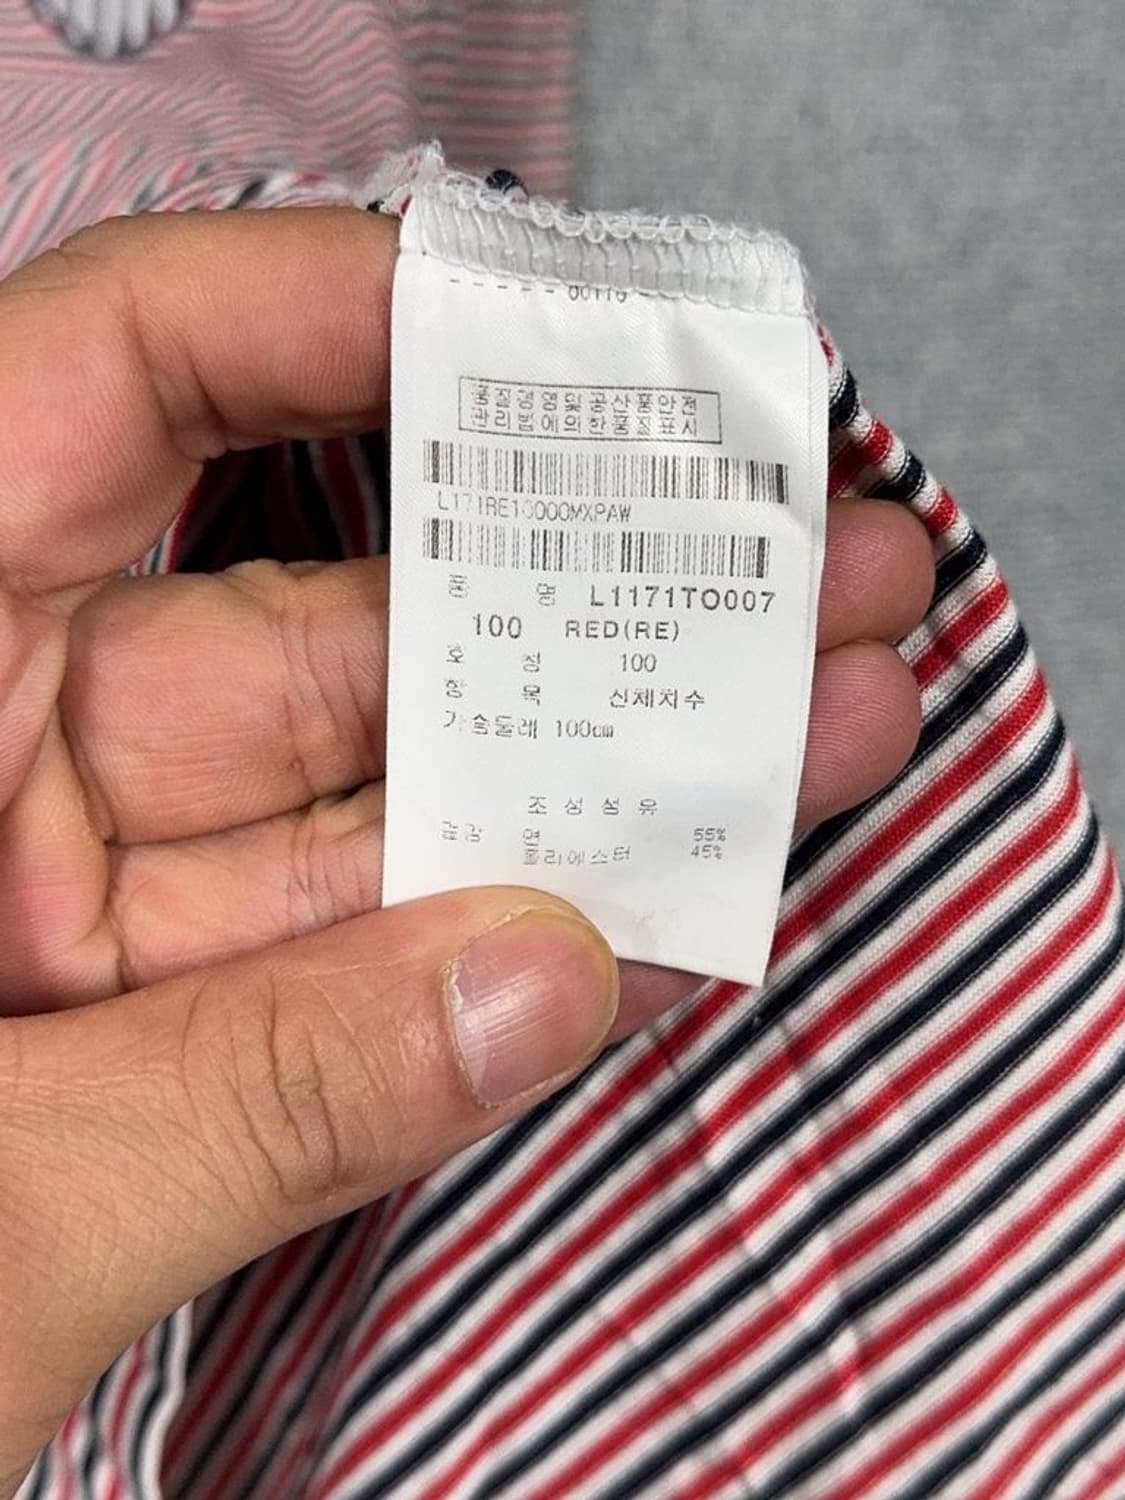 품질경영및공산품안전
관리법에의한품질표시
L171RE10000MXPAW
품 명 L1171TO007
100 RED(RE)
호 칭 100
항 목 신체치수
가슴둘레 100cm
조성섬유
겉감 면 55%
폴리에스터 45%